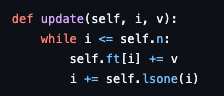 def update(self, i, v):
    while i <= self.n:
        self.ft[i] += v
        i += self.lsone(i)